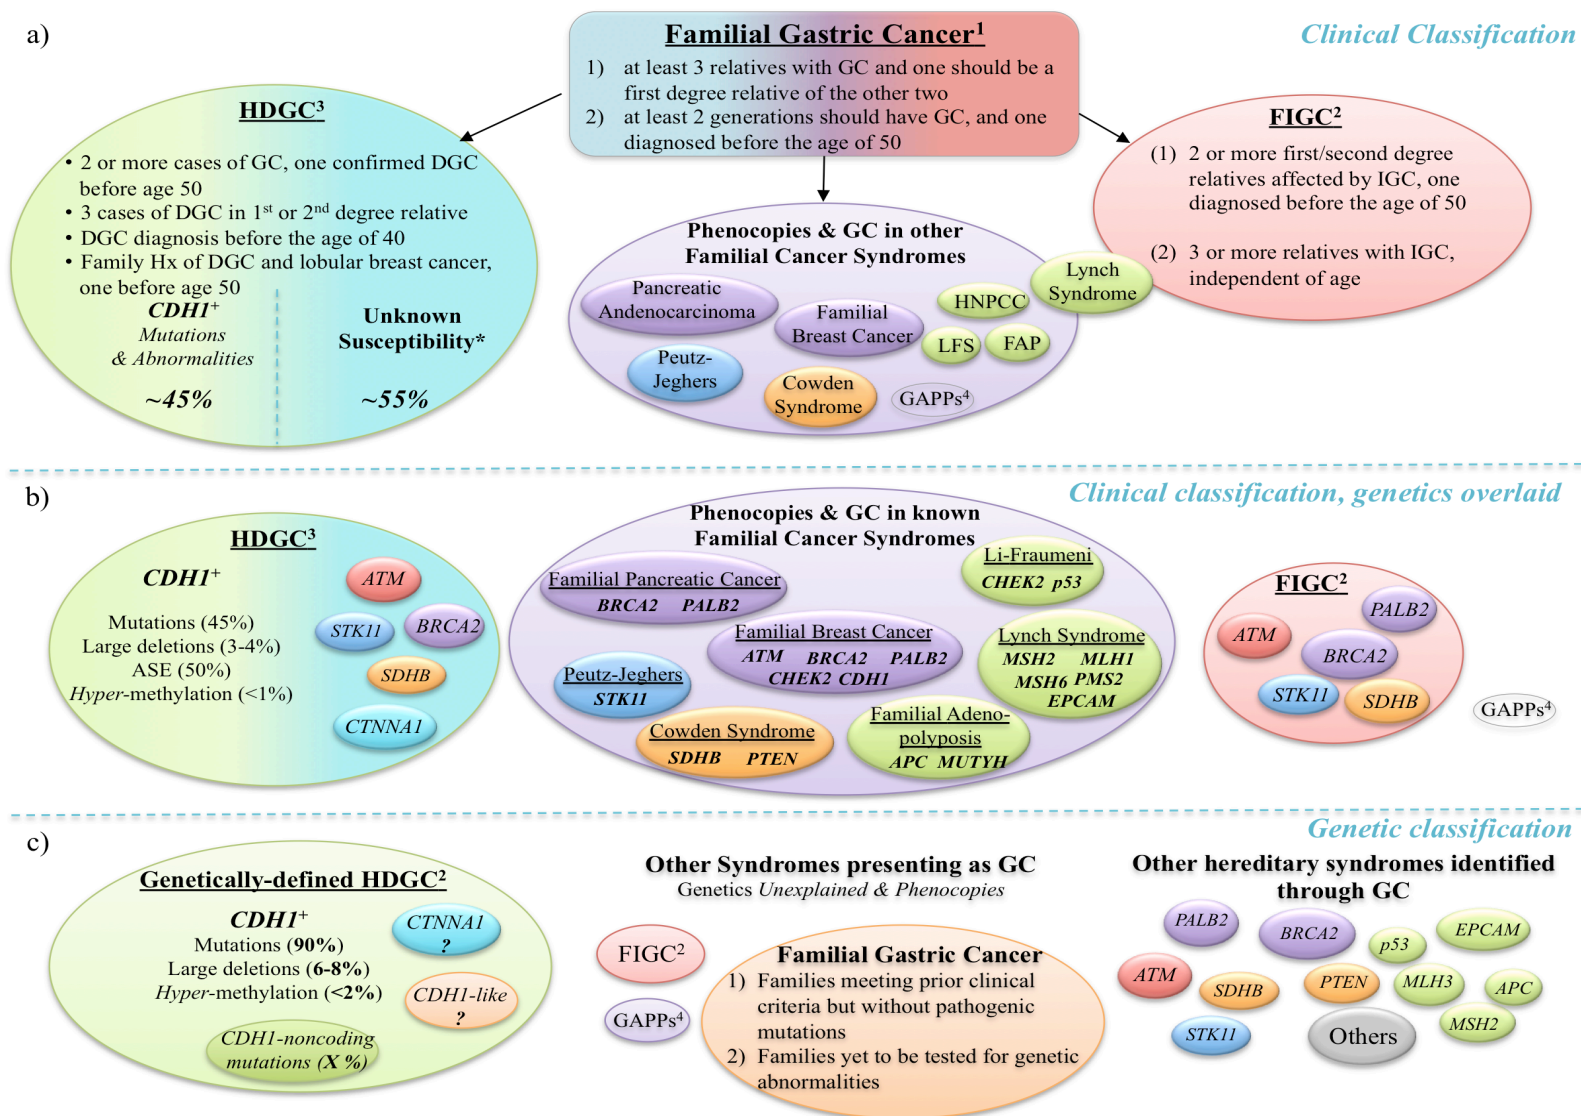 a)
Clinical Classification
Familial Gastric Cancer1
1) at least 3 relatives with GC and one should be a
first degree relative of the other two
2) at least 2 generations should have GC, and one
diagnosed before the age of 50
HDGC3
• 2 or more cases of GC, one confirmed DGC
before age 50
• 3 cases of DGC in 1st or 2nd degree relative
• DGC diagnosis before the age of 40
• Family Hx of DGC and lobular breast cancer,
one before age 50
CDH1+
Mutations
& Abnormalities
~45%
Unknown
Susceptibility*
~55%
Phenocopies & GC in other
Familial Cancer Syndromes
Pancreatic
Andenocarcinoma
Familial
Breast Cancer
HNPCC
Lynch
Syndrome
LFS
FAP
Peutz-
Jeghers
Cowden
Syndrome
GAPPs4
FIGC2
(1) 2 or more first/second degree
relatives affected by IGC, one
diagnosed before the age of 50
(2) 3 or more relatives with IGC,
independent of age
b)
Clinical classification, genetics overlaid
HDGC3
CDH1+
Mutations (45%)
Large deletions (3-4%)
ASE (50%)
Hyper-methylation (<1%)
ATM
STK11
BRCA2
SDHB
CTNNA1
Phenocopies & GC in known
Familial Cancer Syndromes
Familial Pancreatic Cancer
BRCA2 PALB2
Li-Fraumeni
CHEK2 p53
Familial Breast Cancer
ATM BRCA2 PALB2
CHEK2 CDH1
Lynch Syndrome
MSH2 MLH1
MSH6 PMS2
EPCAM
Peutz-Jeghers
STK11
Cowden Syndrome
SDHB PTEN
Familial Adeno-
polyposis
APC MUTYH
FIGC2
PALB2
ATM
BRCA2
STK11
SDHB
GAPPs4
c)
Genetic classification
Genetically-defined HDGC2
CDH1+
Mutations (90%)
Large deletions (6-8%)
Hyper-methylation (<2%)
CTNNA1
?
CDH1-like
?
CDH1-noncoding
mutations (X %)
Other Syndromes presenting as GC
Genetics Unexplained & Phenocopies
FIGC2
GAPPs4
Familial Gastric Cancer
1) Families meeting prior clinical
criteria but without pathogenic
mutations
2) Families yet to be tested for genetic
abnormalities
Other hereditary syndromes identified
through GC
PALB2
BRCA2
p53
EPCAM
ATM
SDHB
PTEN
MLH3
APC
STK11
Others
MSH2